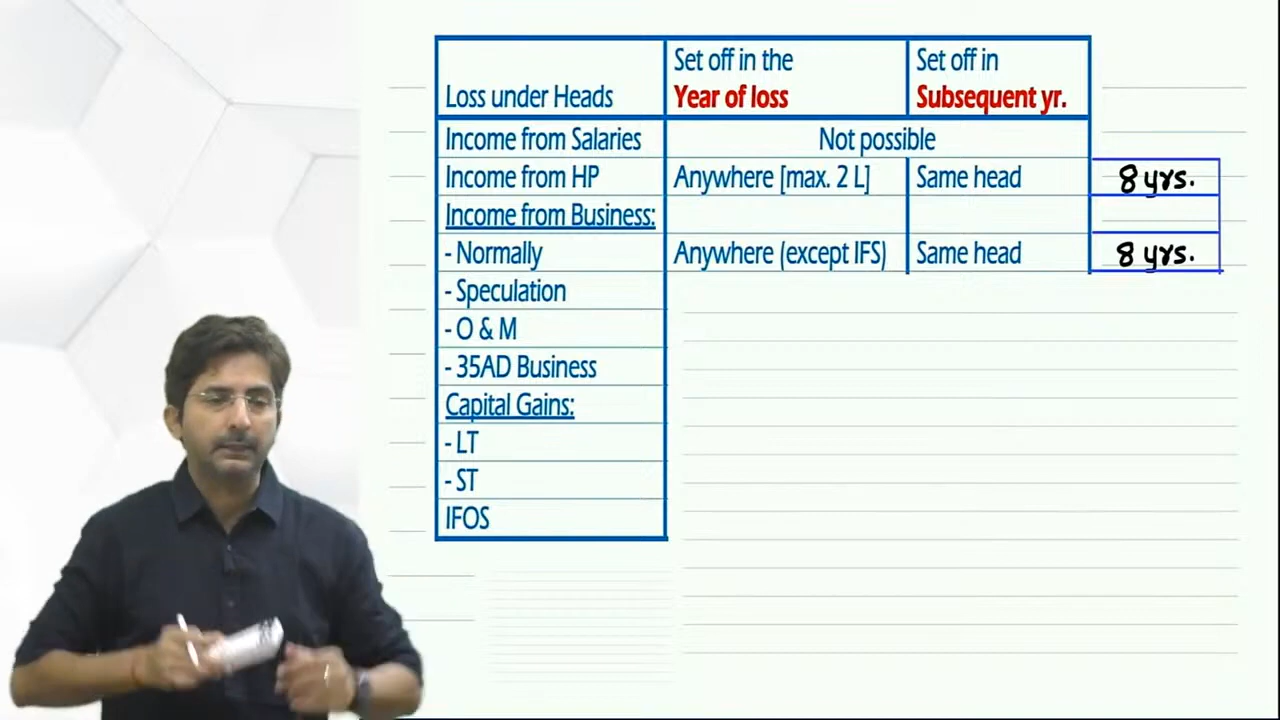 Loss under Heads Set off in the Year of loss Set off in Subsequent yr.
Income from Salaries Not possible
Income from HP Anywhere [max. 2 L] Same head 8 yrs.
Income from Business:
- Normally Anywhere (except IFS) Same head 8 yrs.
- Speculation
- O & M
- 35AD Business
Capital Gains:
- LT
- ST
IFOS